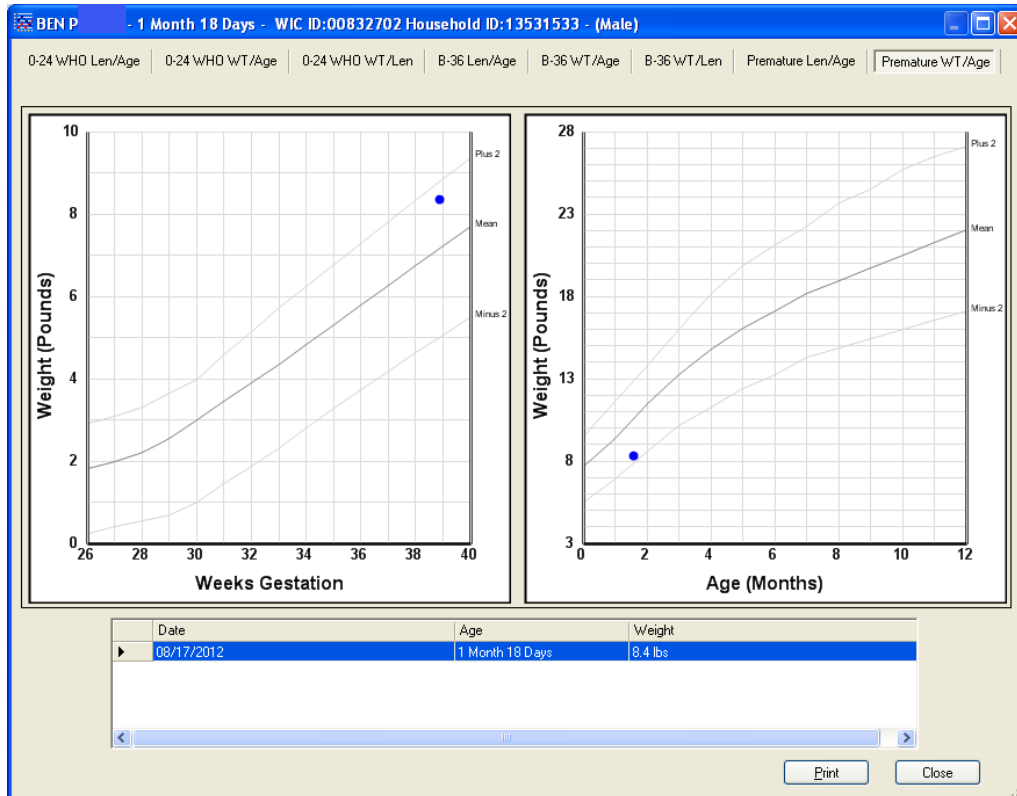 BEN P - 1 Month 18 Days - WIC ID:00832702 Household ID:13531533 - (Male)
0-24 WHO Len/Age 0-24 WHO WT/Age 0-24 WHO WT/Len B-36 Len/Age B-36 WT/Age B-36 WT/Len Premature Len/Age Premature WT/Age
Weight (Pounds)
10
8
6
4
2
0
26 28 30 32 34 36 38 40
Weeks Gestation
Plus 2
Mean
Minus 2
Weight (Pounds)
28
23
18
13
8
3
0 2 4 6 8 10 12
Age (Months)
Plus 2
Mean
Minus 2
Date Age Weight
08/17/2012 1 Month 18 Days 8.4 lbs
Print Close